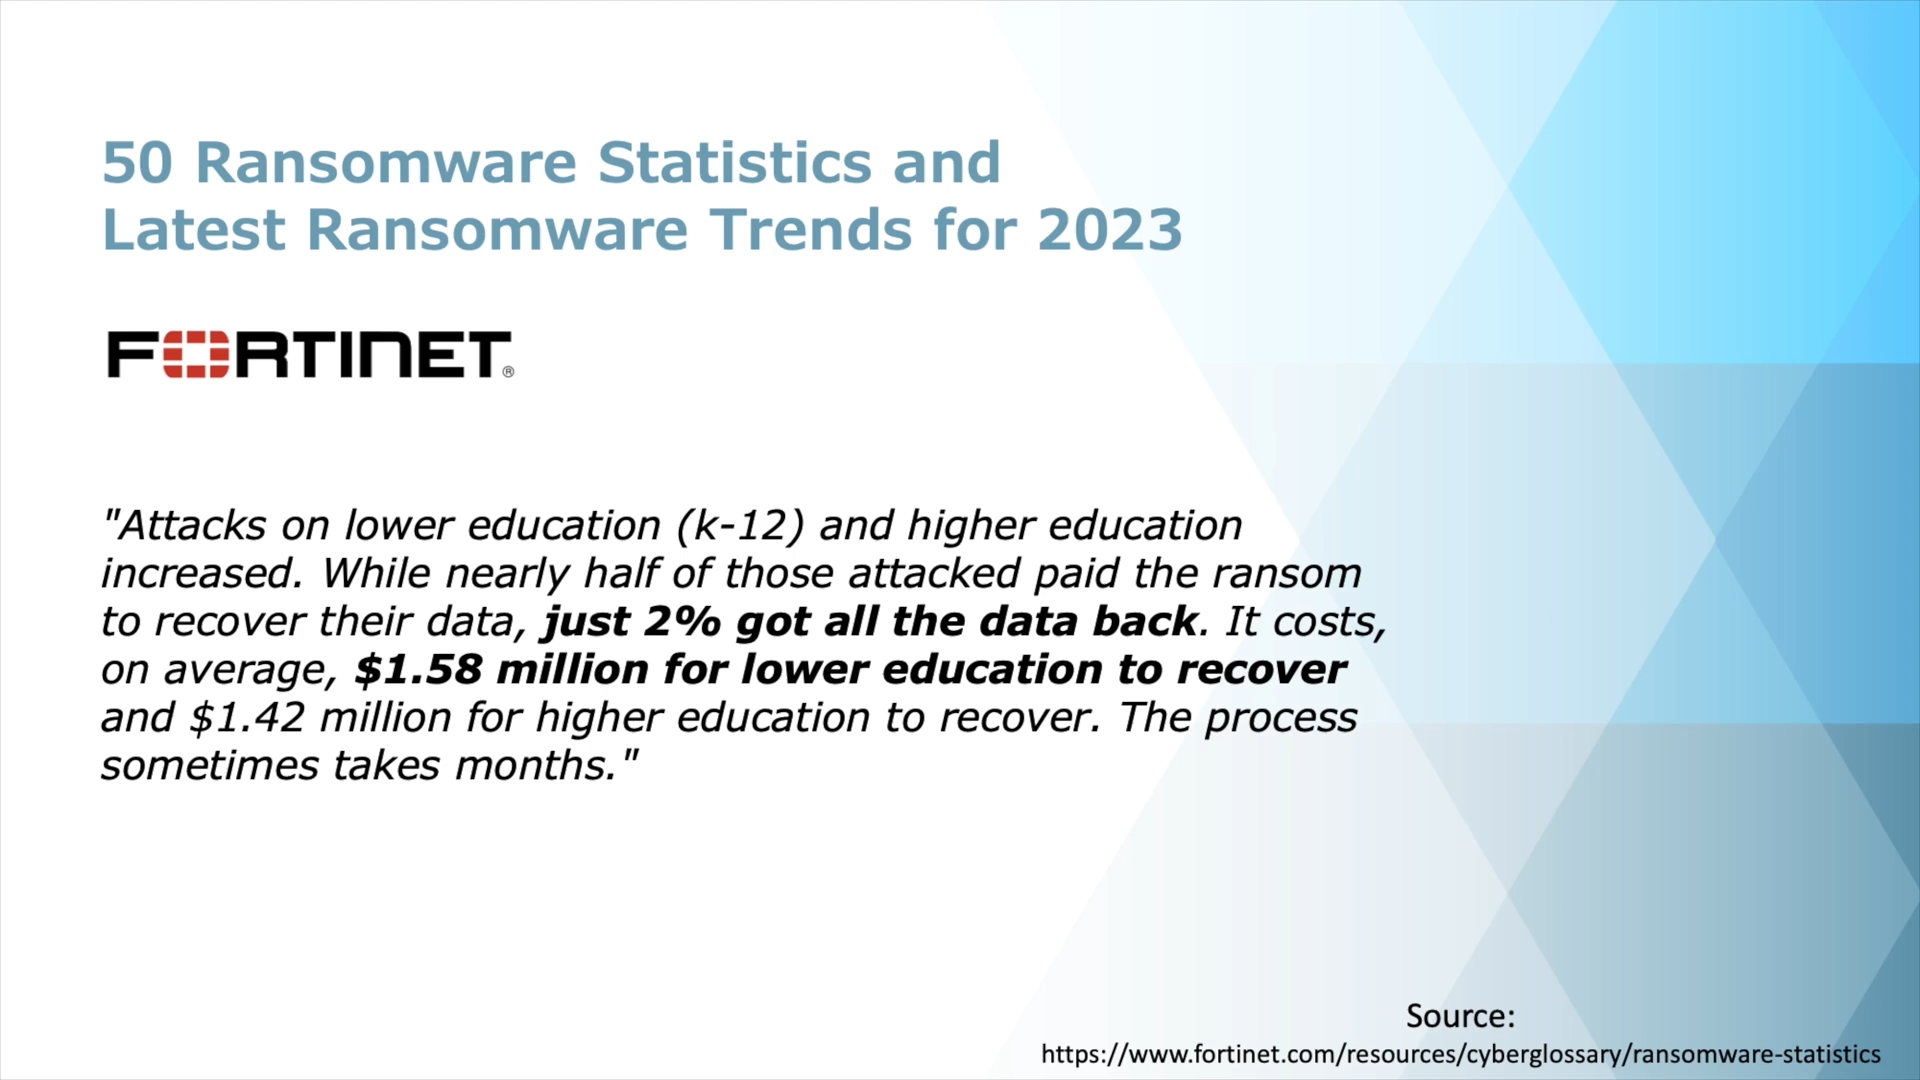 50 Ransomware Statistics and
Latest Ransomware Trends for 2023
FORTINET®
"Attacks on lower education (k-12) and higher education
increased. While nearly half of those attacked paid the ransom
to recover their data, just 2% got all the data back. It costs,
on average, $1.58 million for lower education to recover
and $1.42 million for higher education to recover. The process
sometimes takes months."
Source:
https://www.fortinet.com/resources/cyberglossary/ransomware-statistics